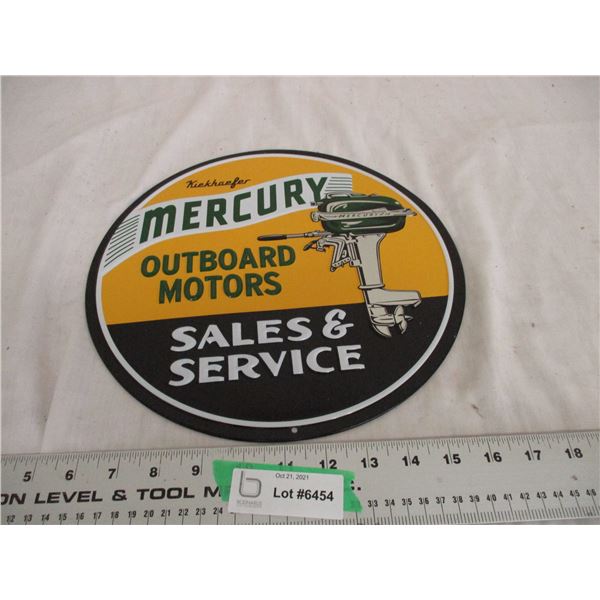 Kiekhaefer
MERCURY
MERCURY
OUTBOARD
MOTORS
SALES &
SERVICE
5 6 7 8 9 11 12 13 14 15 16 17 18
ON LEVEL & TOOL M
C.
Oct 21, 2021
Lot #6454